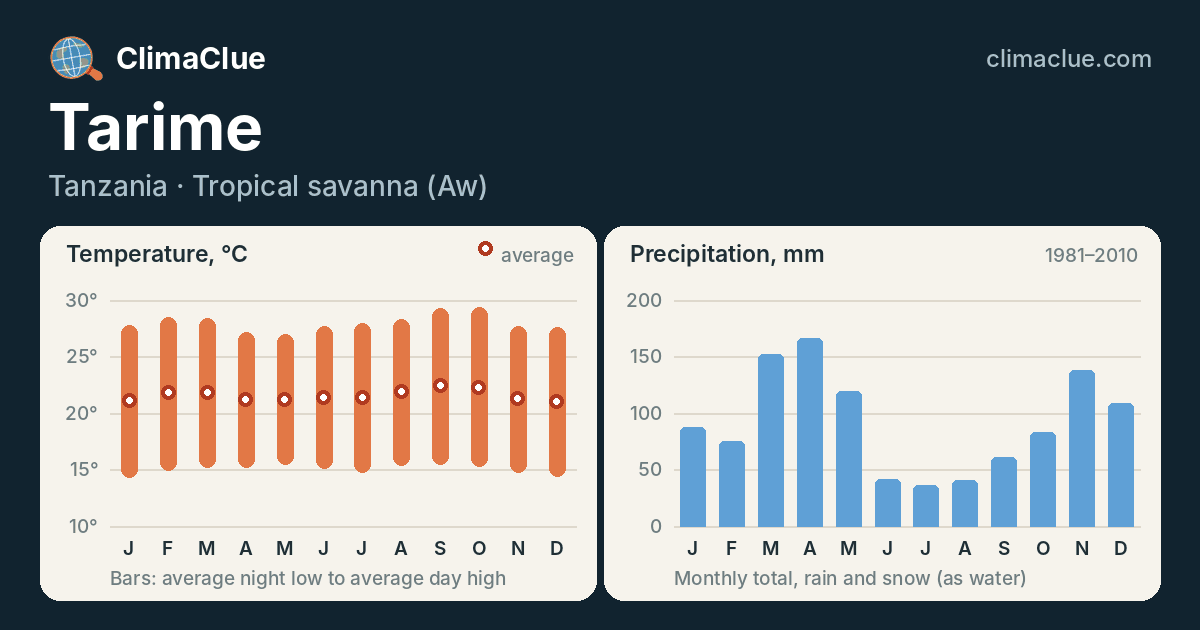 ClimaClue
climaclue.com
Tarime
Tanzania · Tropical savanna (Aw)
Temperature, °C
average
30°
25°
20°
15°
10°
J F M A M J J A S O N D
Bars: average night low to average day high
Precipitation, mm
1981–2010
200
150
100
50
0
J F M A M J J A S O N D
Monthly total, rain and snow (as water)